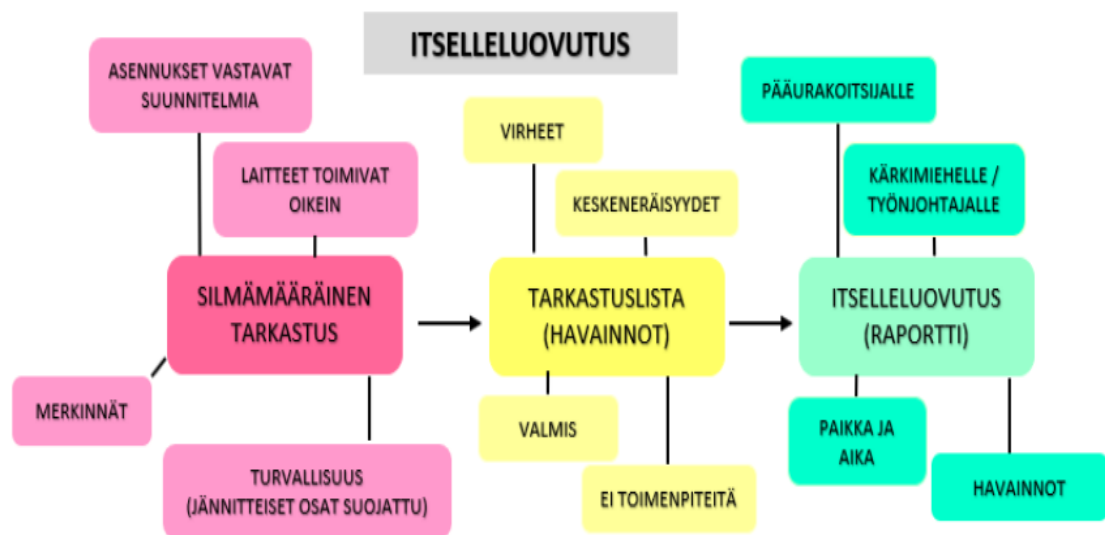 ITSELLELUOVUTUS
ASENNUKSET VASTAVAT
SUUNNITELMIA
LAITTEET TOIMIVAT
OIKEIN
SILMÄMÄÄRÄINEN
TARKASTUS
MERKINNÄT
TURVALLISUUS
(JÄNNITTEISET OSAT SUOJATTU)
VIRHEET
KESKENERÄISYYDET
TARKASTUSLISTA
(HAVAINNOT)
VALMIS
EI TOIMENPITEITÄ
PÄÄURAKOITSIJALLE
KÄRKIMIEHELLE /
TYÖNJOHTAJALLE
ITSELLELUOVUTUS
(RAPORTTI)
PAIKKA JA
AIKA
HAVAINNOT